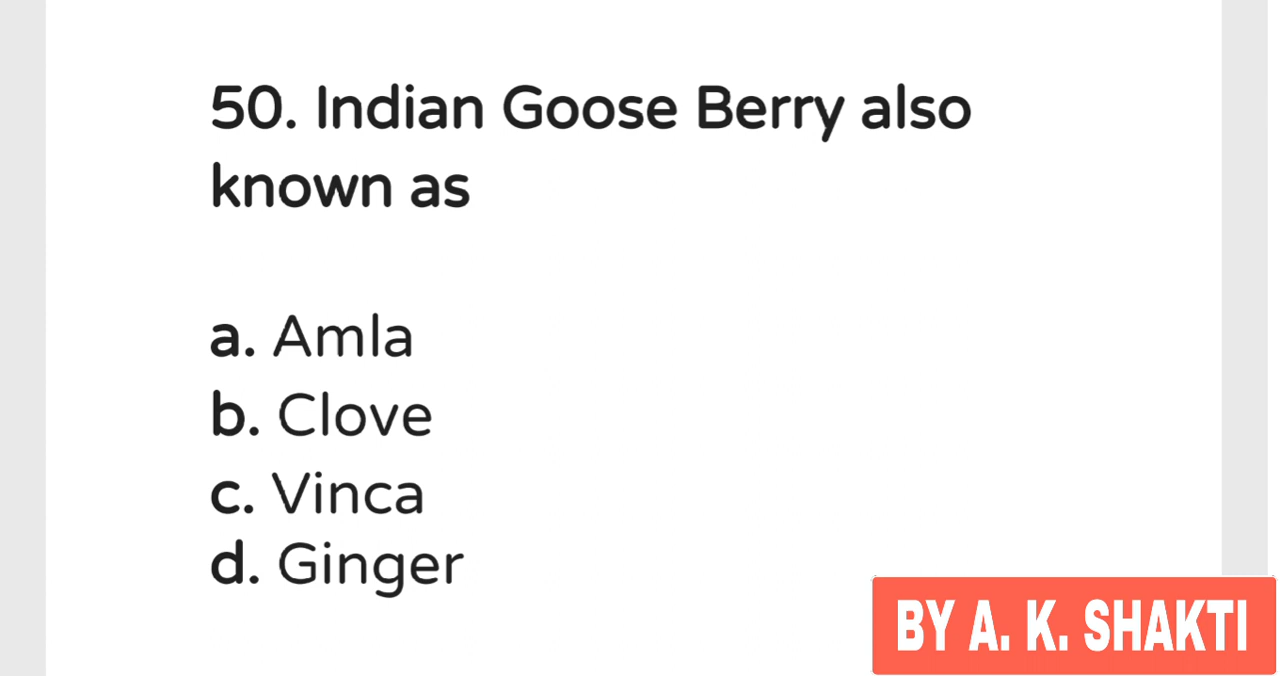 50. Indian Goose Berry also
known as
a. Amla
b. Clove
c. Vinca
d. Ginger
BY A. K. SHAKTI